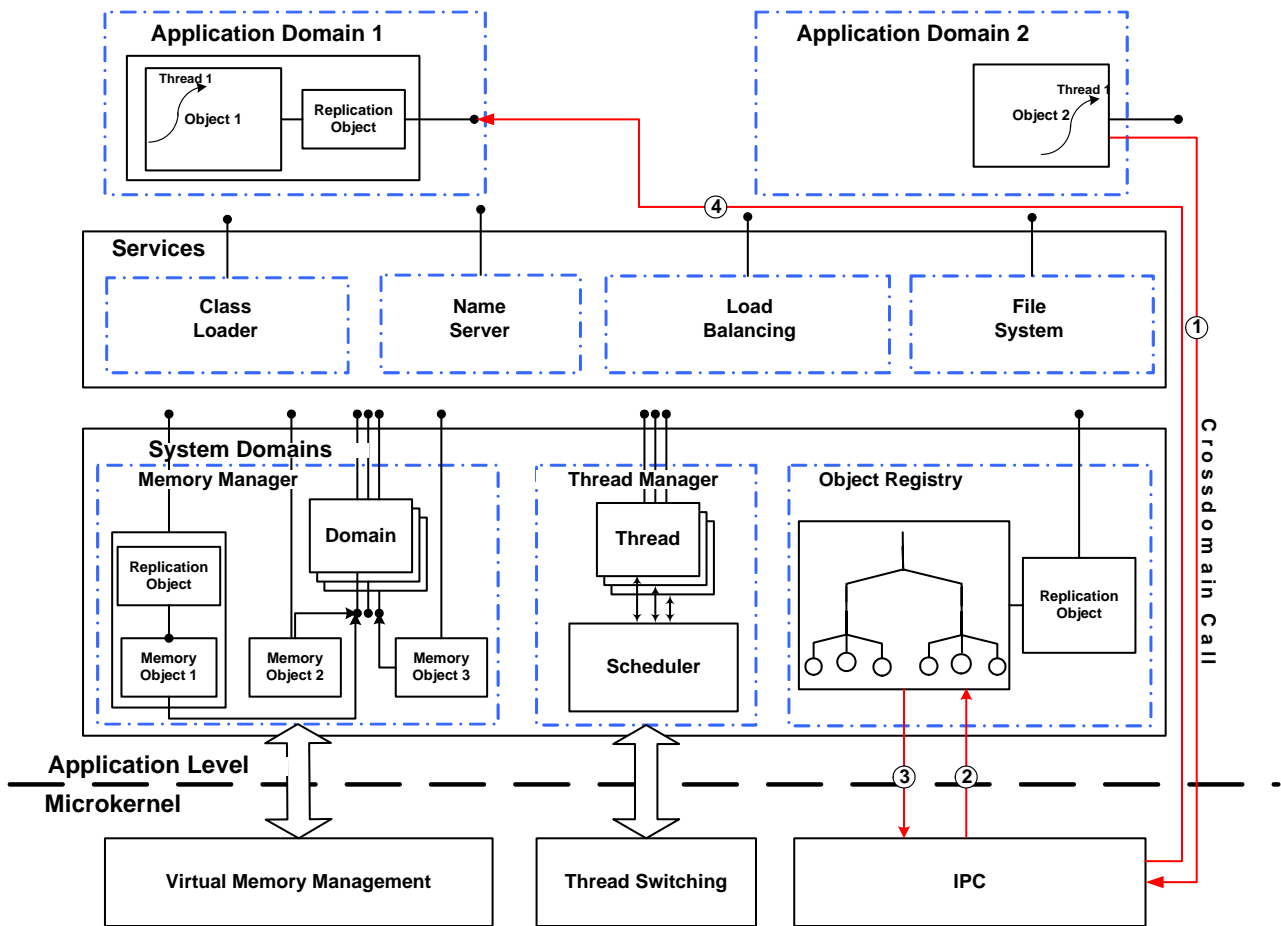 Application Domain 1
Thread 1
Object 1
Replication
Object
Application Domain 2
Thread 1
Object 2
4
Services
Class
Loader
Name
Server
Load
Balancing
File
System
1
Crossdomain Call
System Domains
Memory Manager
Domain
Replication
Object
Memory
Object 1
Memory
Object 2
Memory
Object 3
Thread Manager
Thread
Scheduler
Object Registry
Replication
Object
Application Level
Microkernel
3
2
Virtual Memory Management
Thread Switching
IPC